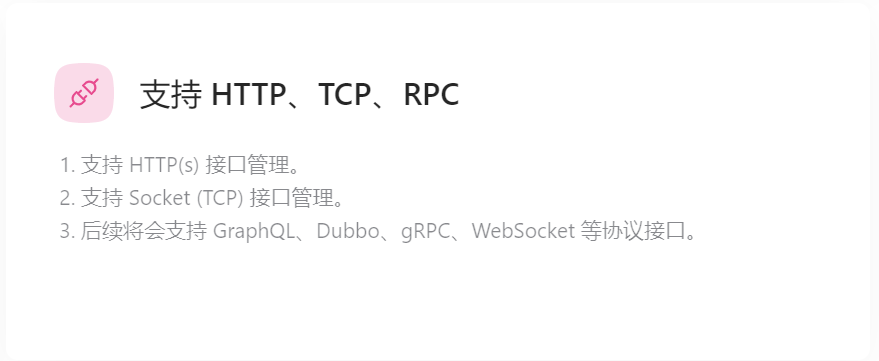 支持 HTTP、TCP、RPC
1. 支持 HTTP(s) 接口管理。
2. 支持 Socket (TCP) 接口管理。
3. 后续将会支持 GraphQL、Dubbo、gRPC、WebSocket 等协议接口。